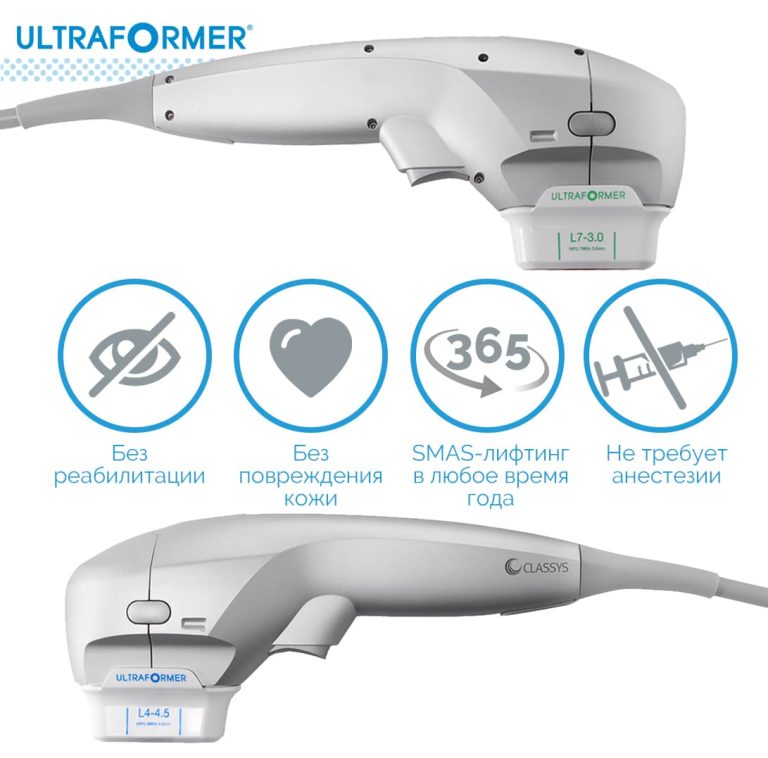 ULTRAFORMER®
ULTRAFORMER
L7-3.0
365
Без
реабилитации
Без
повреждения
кожи
SMAS-лифтинг
в любое время
года
Не требует
анестезии
CLASSYS
ULTRAFORMER
L4-4.5